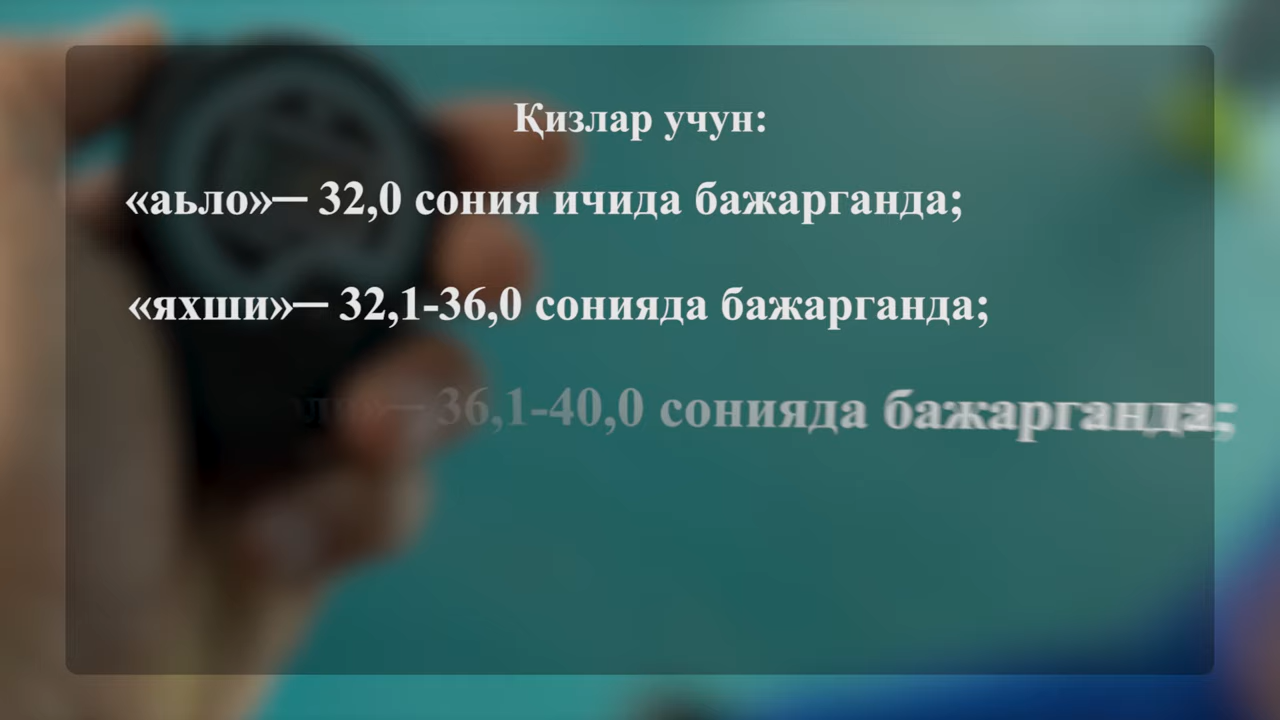 Қизлар учун:
«аьло»─ 32,0 сония ичида бажарганда;
«яхши»─ 32,1-36,0 сонияда бажарганда;
─ 36,1-40,0 сонияда бажарганда;